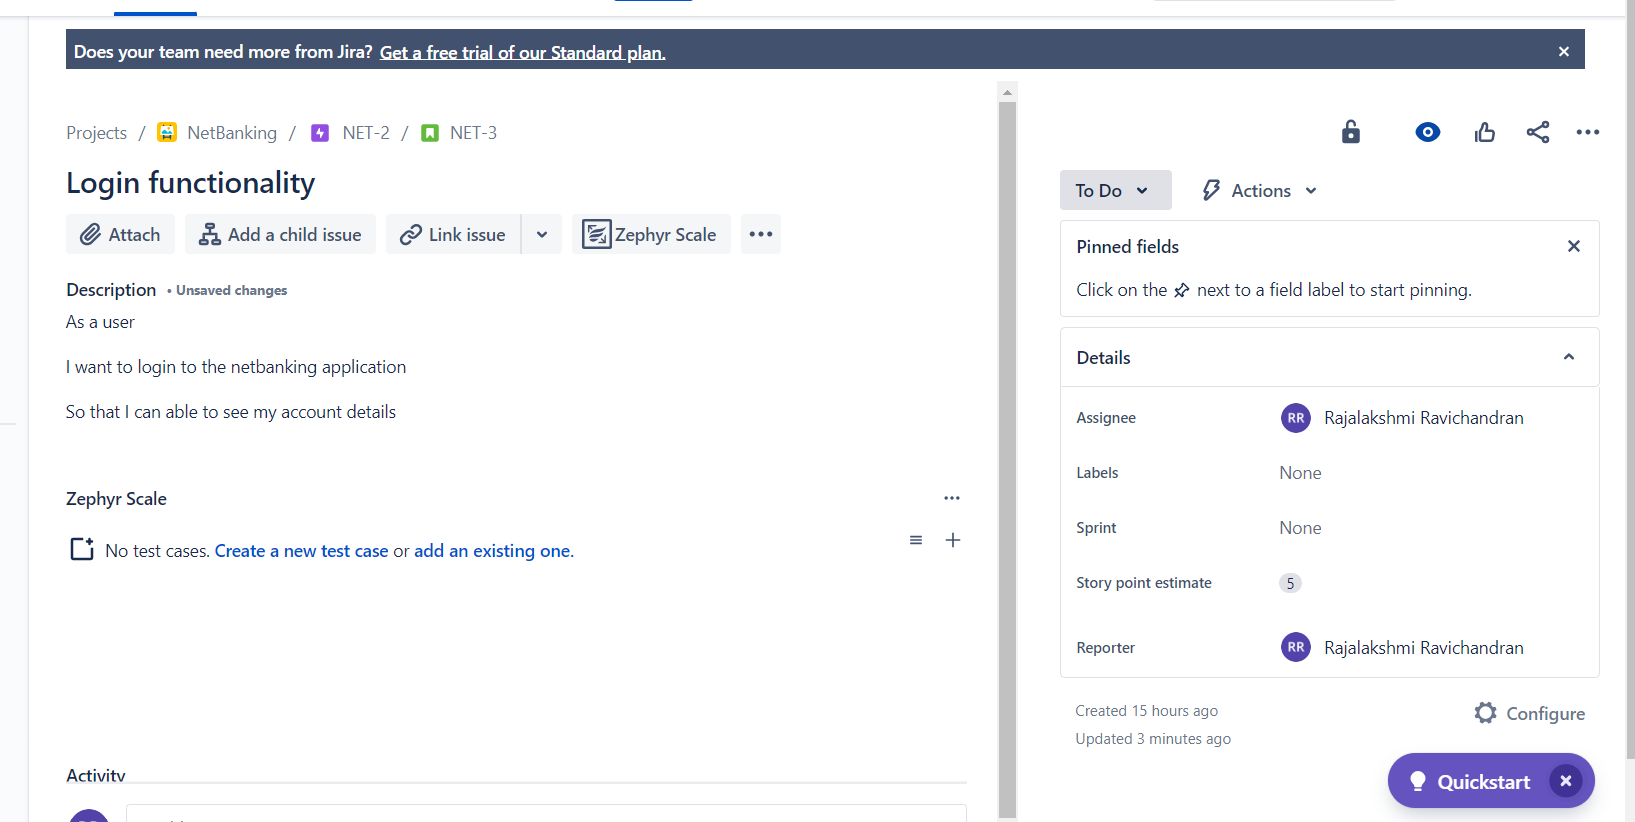 Does your team need more from Jira? Get a free trial of our Standard plan.
Projects / NetBanking / NET-2 / NET-3
Login functionality
Attach Add a child issue Link issue Zephyr Scale
Description • Unsaved changes
As a user
I want to login to the netbanking application
So that I can able to see my account details
Zephyr Scale
No test cases. Create a new test case or add an existing one.
Activity
To Do Actions
Pinned fields
Click on the next to a field label to start pinning.
Details
Assignee RR Rajalakshmi Ravichandran
Labels None
Sprint None
Story point estimate 5
Reporter RR Rajalakshmi Ravichandran
Created 15 hours ago
Configure
Updated 3 minutes ago
Quickstart